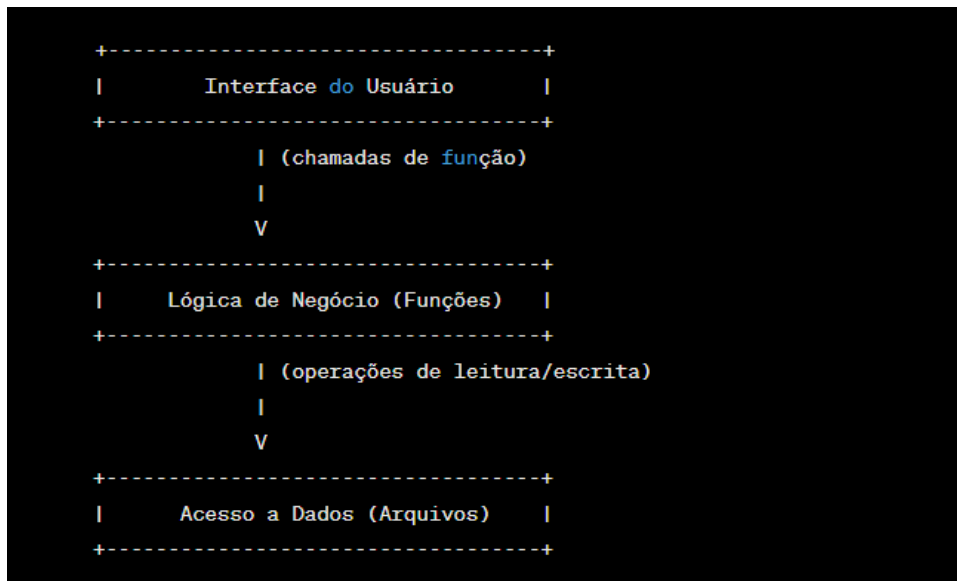 +-----------------------------------+
|        Interface do Usuário       |
+-----------------------------------+
             | (chamadas de função)
             |
             V
+-----------------------------------+
|     Lógica de Negócio (Funções)   |
+-----------------------------------+
             | (operações de leitura/escrita)
             |
             V
+-----------------------------------+
|      Acesso a Dados (Arquivos)    |
+-----------------------------------+